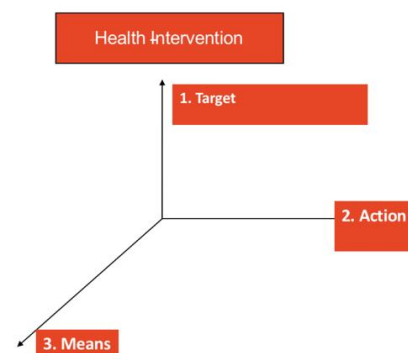 Health Intervention
1. Target
2. Action
3. Means